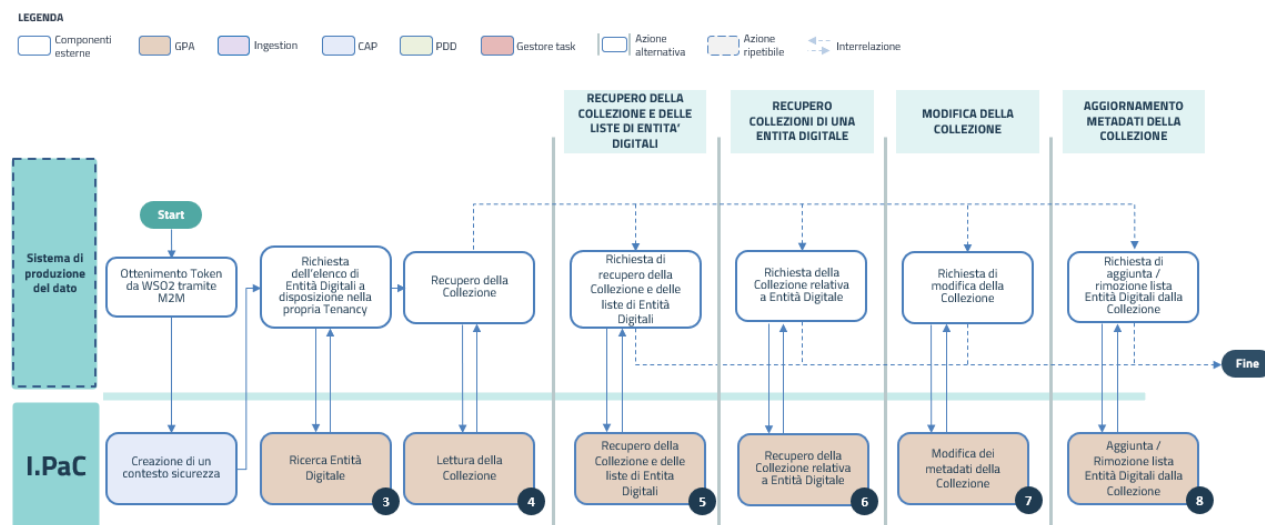 LEGENDA
Componenti
esterne
GPA
Ingestion
CAP
PDD
Gestore task
Azione
alternativa
Azione
ripetibile
Interrelazione
RECUPERO DELLA
COLLEZIONE E DELLE
LISTE DI ENTITA'
DIGITALI
RECUPERO
COLLEZIONI DI UNA
ENTITA DIGITALE
MODIFICA DELLA
COLLEZIONE
AGGIORNAMENTO
METADATI DELLA
COLLEZIONE
Sistema di
produzione
del dato
Start
Ottenimento Token
da WSO2 tramite
M2M
Richiesta
dell'elenco di
Entità Digitali a
disposizione nella
propria Tenancy
Recupero della
Collezione
Richiesta di
recupero della
Collezione e delle
liste di Entità
Digitali
Richiesta della
Collezione relativa
a Entità Digitale
Richiesta di
modifica della
Collezione
Richiesta di
aggiunta /
rimozione lista
Entità Digitali dalla
Collezione
Fine
I.PaC
Creazione di un
contesto sicurezza
Ricerca Entità
Digitale
3
Lettura della
Collezione
4
Recupero della
Collezione e delle
liste di Entita
Digitali
5
Recupero della
Collezione relativa
a Entità Digitale
6
Modifica dei
metadati della
Collezione
7
Aggiunta /
Rimozione lista
Entità Digitali dalla
Collezione
8